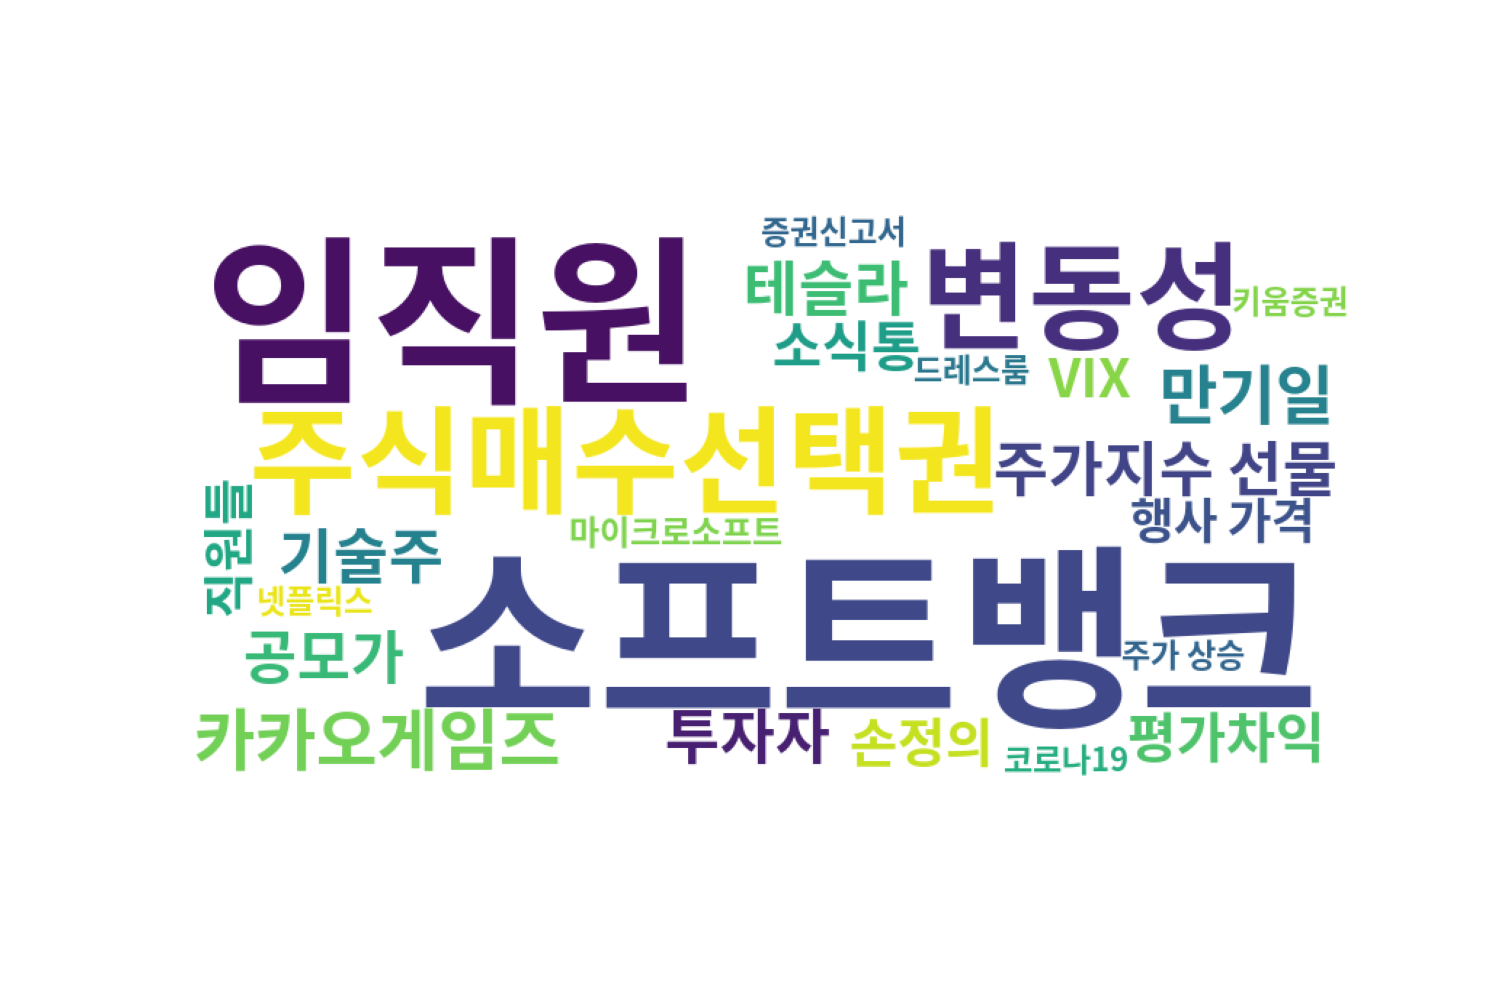 증권신고서
임직원
변동성
테슬라
키움증권
소식통
드레스룸
VIX
만기일
주식매수선택권
주가지수 선물
직원들
행사 가격
마이크로소프트
기술주
넷플릭스
소프트뱅크
공모가
주가 상승
카카오게임즈
투자자
손정의
코로나19
평가차익